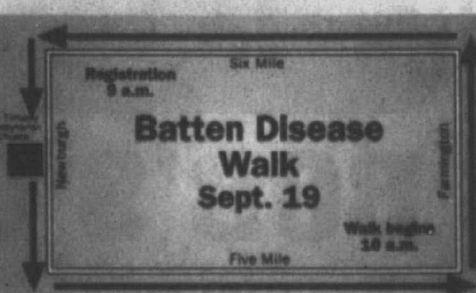 Six Mile
Registration
9 a.m.
Newburgh
Batten Disease
Walk
Sept. 19
Farmington
Walk begins
10 a.m.
Five Mile